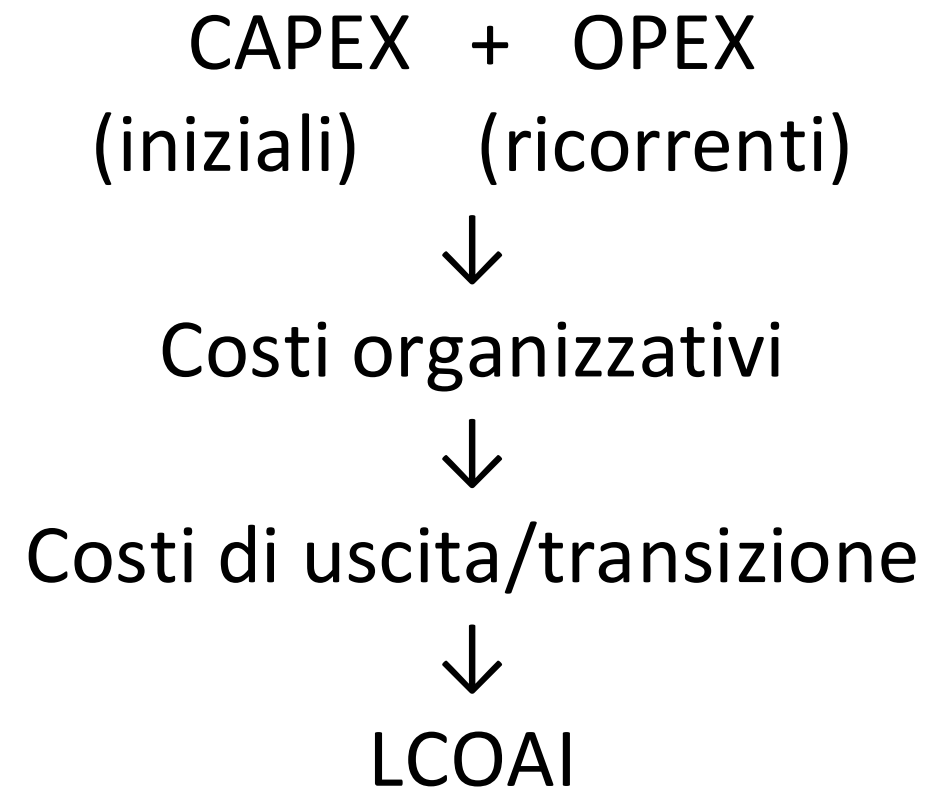 CAPEX + OPEX
(iniziali) (ricorrenti)
↓
Costi organizzativi
↓
Costi di uscita/transizione
↓
LCOAI